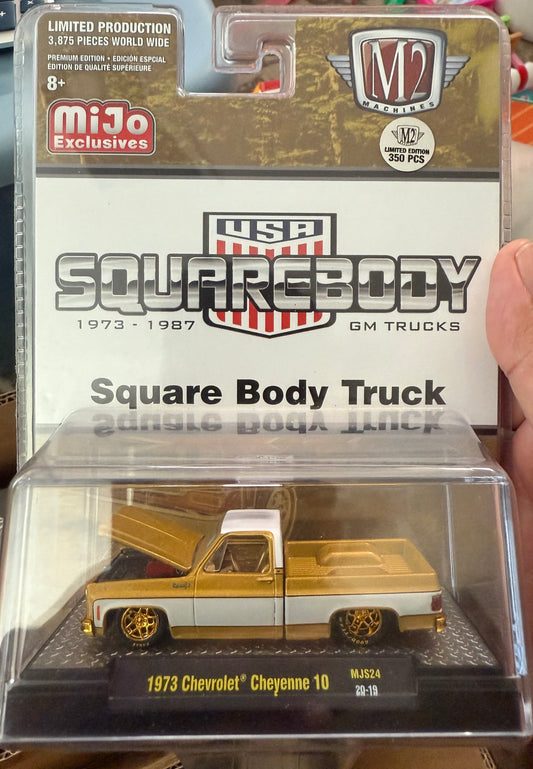 LIMITED PRODUCTION
3,875 PIECES WORLD WIDE
PREMIUM EDITION • EDICIÓN ESPCIAL
EDITION DE QUALITÉ SUPÉRIEURE
8+
MiJo
Exclusives
M2
MACHINES
M2
LIMITED EDITION
350 PCS
USA
SQUAREBODY
1973 - 1987
GM TRUCKS
Square Body Truck
1973 Chevrolet® Cheyenne 10
MJS24
20-19